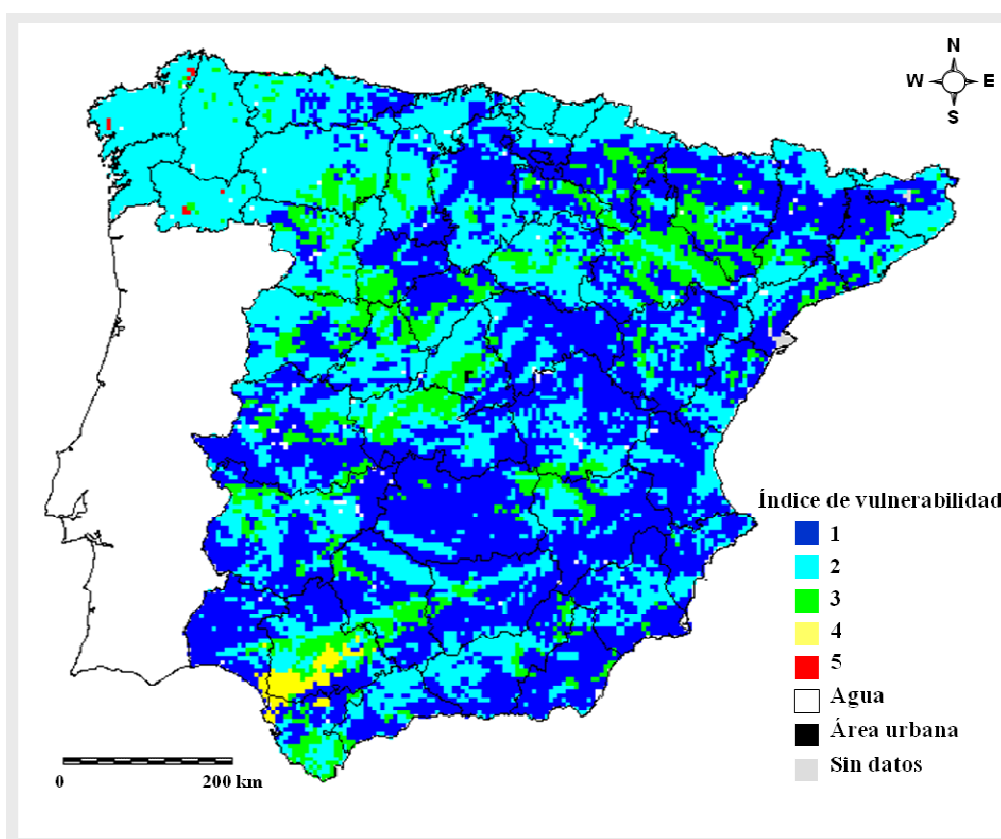 N
W E
S
Índice de vulnerabilidad
1
2
3
4
5
Agua
Área urbana
Sin datos
0 200 km